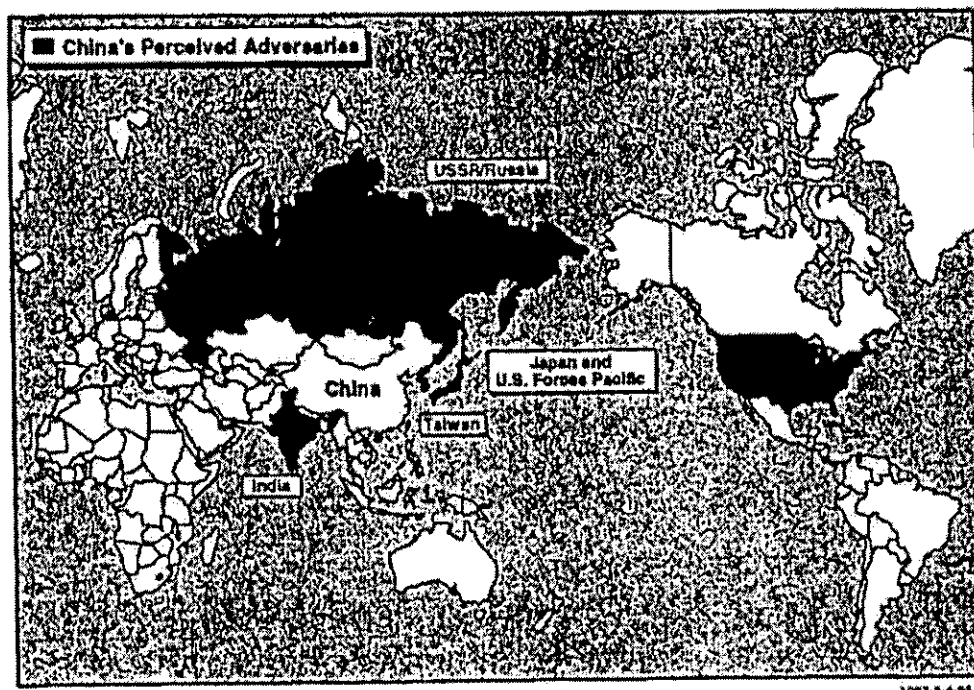 China's Perceived Adversaries
USSR/Russia
Japan and
U.S. Forces Pacific
China
Taiwan
India